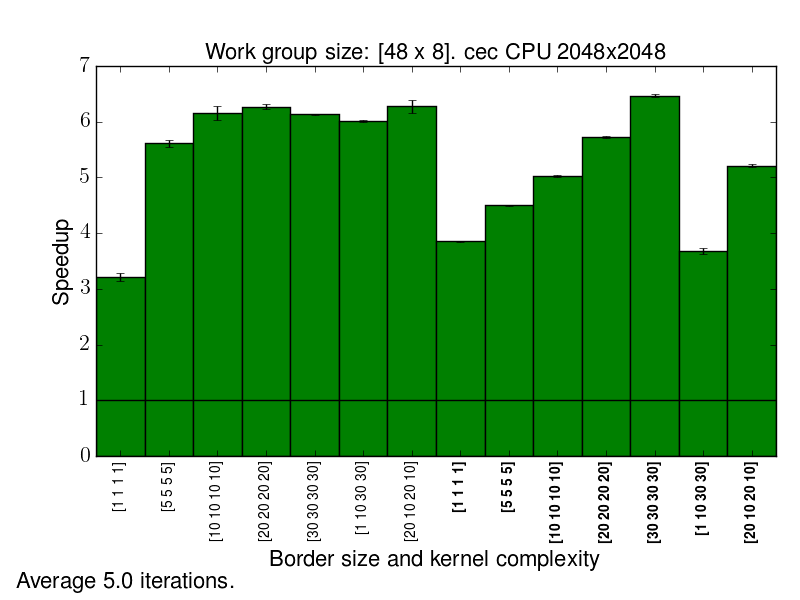 Work group size: [48 x 8]. cec CPU 2048x2048
7
6
5
4
3
2
1
0
Speedup
[1 1 1 1]
[5 5 5 5]
[10 10 10 10]
[20 20 20 20]
[30 30 30 30]
[1 10 30 30]
[20 10 20 10]
[1 1 1 1]
[5 5 5 5]
[10 10 10 10]
[20 20 20 20]
[30 30 30 30]
[1 10 30 30]
[20 10 20 10]
Border size and kernel complexity
Average 5.0 iterations.